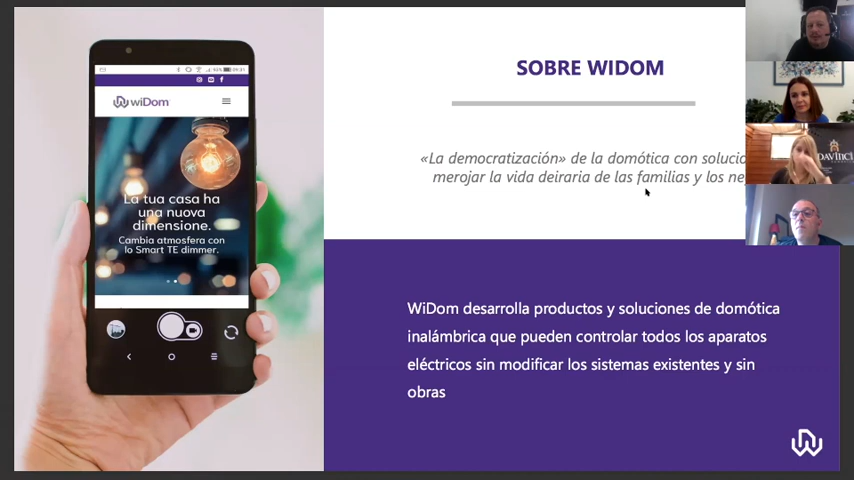 SOBRE WIDOM
«La democratización» de la domótica con
merojar la vida deiraria de las familias y los
WiDom desarrolla productos y soluciones de domótica
inalámbrica que pueden controlar todos los aparatos
eléctricos sin modificar los sistemas existentes y sin
obras
wiDom
La tua casa ha
una nuova
dimensione.
Cambia atmosfera con
lo Smart TE dimmer.
DAVINCI